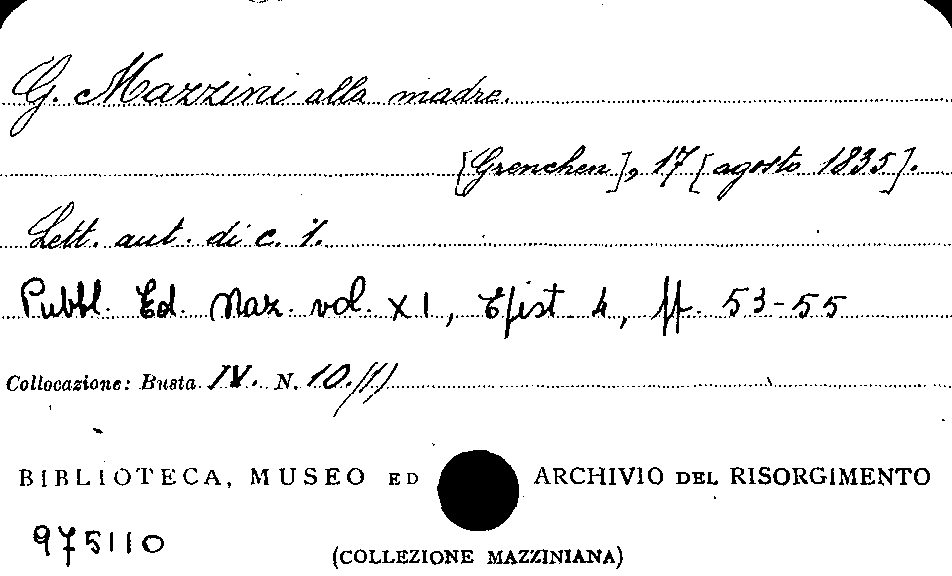 G. Mazzini alla madre.
[Grenchen], 17 [agosto 1835].
Lett. aut. di c. 1.
Pubbl. Ed. Naz. vol. XI, Epist. 4, pp. 53-55
Collocazione: Busta IV. N. 10./1)
BIBLIOTECA, MUSEO ED ARCHIVIO DEL RISORGIMENTO
975110
(COLLEZIONE MAZZINIANA)